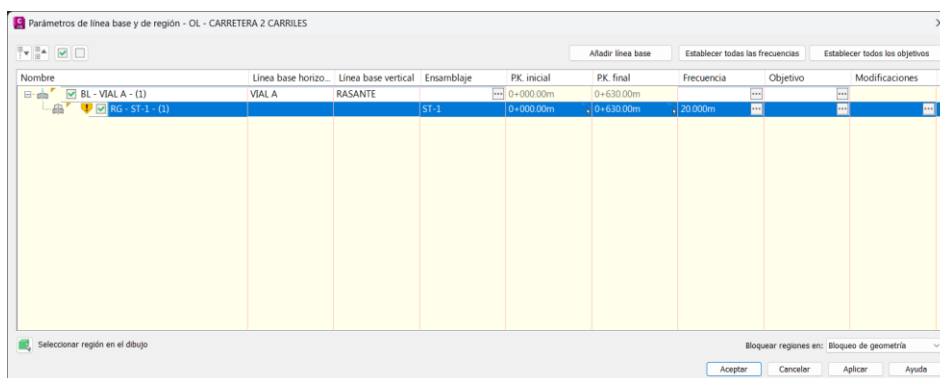 Parámetros de línea base y de región - OL - CARRETERA 2 CARRILES
Añadir línea base Establecer todas las frecuencias Establecer todos los objetivos
Nombre Línea base horizo... Línea base vertical Ensamblaje P.K. inicial P.K. final Frecuencia Objetivo Modificaciones
BL - VIAL A - (1) VIAL A RASANTE 0+000.00m 0+630.00m
RG - ST-1 - (1) ST-1 0+000.00m 0+630.00m 20.000m
Seleccionar región en el dibujo Bloquear regiones en: Bloqueo de geometría
Aceptar Cancelar Aplicar Ayuda